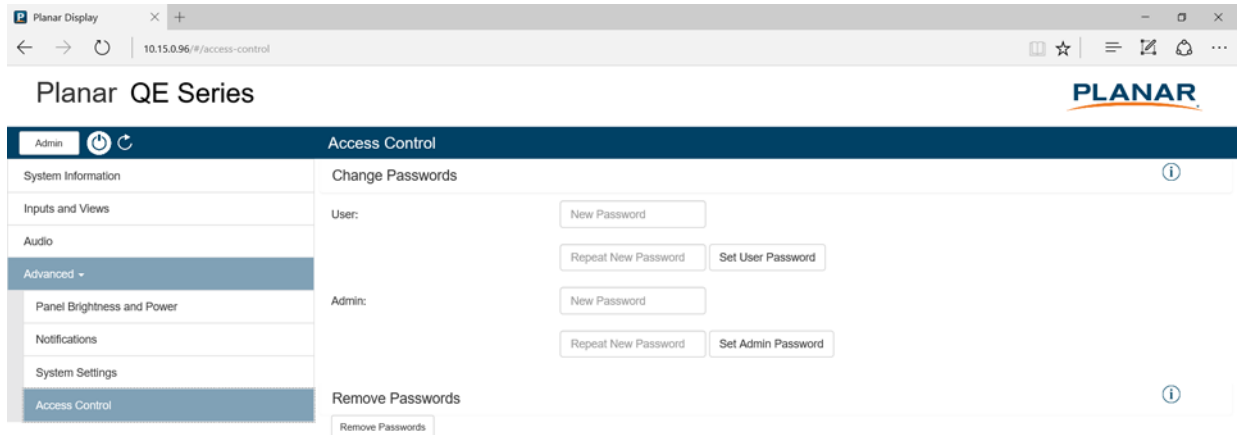 Planar Display
10.15.0.96/#/access-control
Planar QE Series
PLANAR
Admin
Access Control
System Information
Change Passwords
Inputs and Views
User:
New Password
Audio
Repeat New Password
Set User Password
Advanced
Panel Brightness and Power
Admin:
New Password
Notifications
Repeat New Password
Set Admin Password
System Settings
Access Control
Remove Passwords
Remove Passwords